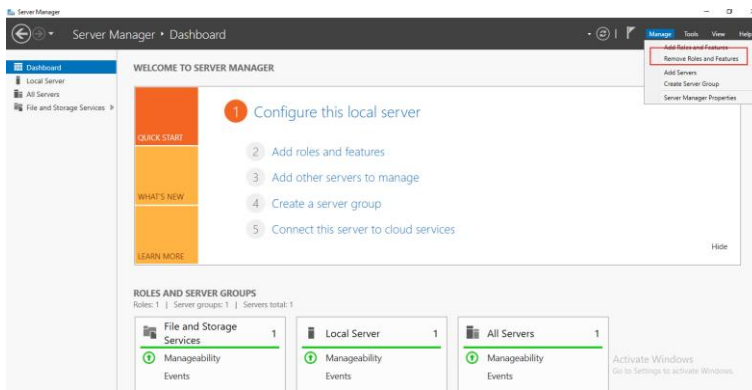 Server Manager
Server Manager • Dashboard
Manage Tools View Help
Add Roles and Features
Remove Roles and Features
Add Servers
Create Server Group
Server Manager Properties
Dashboard
Local Server
All Servers
File and Storage Services
WELCOME TO SERVER MANAGER
QUICK START
WHAT'S NEW
LEARN MORE
1 Configure this local server
2 Add roles and features
3 Add other servers to manage
4 Create a server group
5 Connect this server to cloud services
Hide
ROLES AND SERVER GROUPS
Roles: 1 | Server groups: 1 | Servers total: 1
File and Storage
Services 1
Manageability
Events
Local Server 1
Manageability
Events
All Servers 1
Manageability
Events
Activate Windows
Go to Settings to activate Windows.